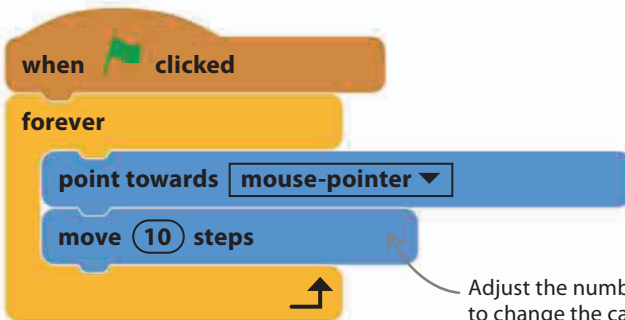 when clicked
forever
point towards mouse-pointer
move 10 steps
Adjust the numb
to change the ca